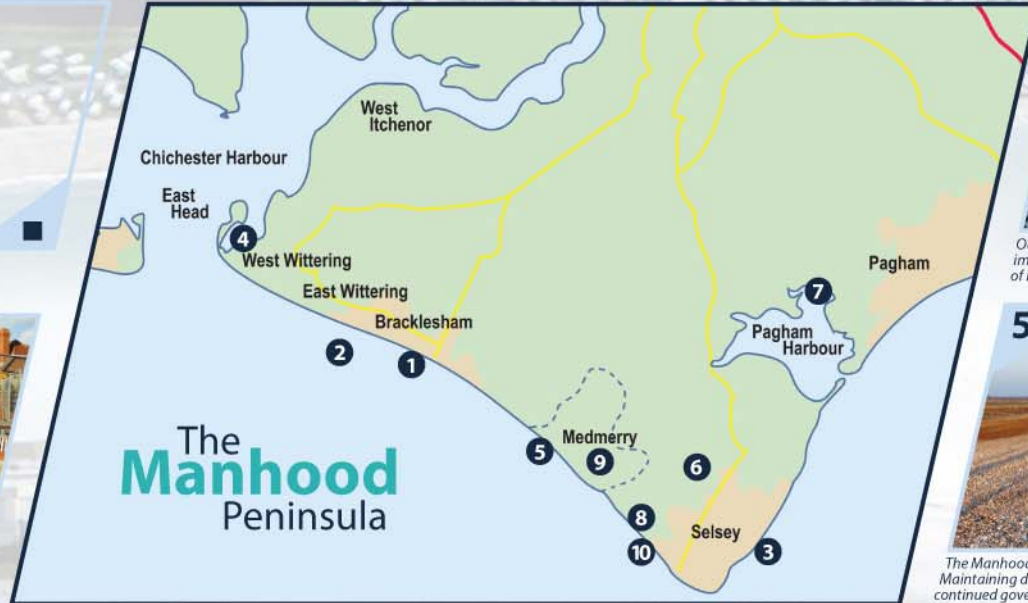 West
Itchenor
Chichester Harbour
East
Head
4
West Wittering
East Wittering
Bracklesham
2
1
Pagham
7
Pagham
Harbour
The
Manhood
Peninsula
5
Medmerry
9
6
8
10
Selsey
3
of
5
The Manhood
Maintaining
continued